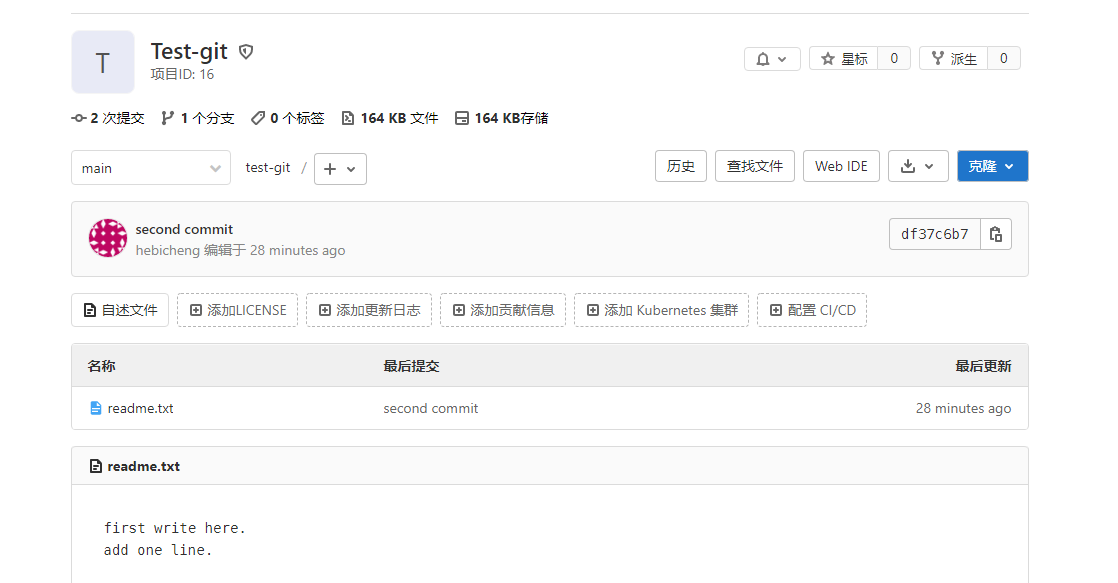 T
Test-git
项目ID: 16
星标 0 派生 0
2 次提交 1 个分支 0 个标签 164 KB 文件 164 KB存储
main test-git / + 历史 查找文件 Web IDE 克隆
second commit
hebicheng 编辑于 28 minutes ago
df37c6b7
自述文件 添加LICENSE 添加更新日志 添加贡献信息 添加 Kubernetes 集群 配置 CI/CD
名称 最后提交 最后更新
readme.txt second commit 28 minutes ago
readme.txt
first write here.
add one line.